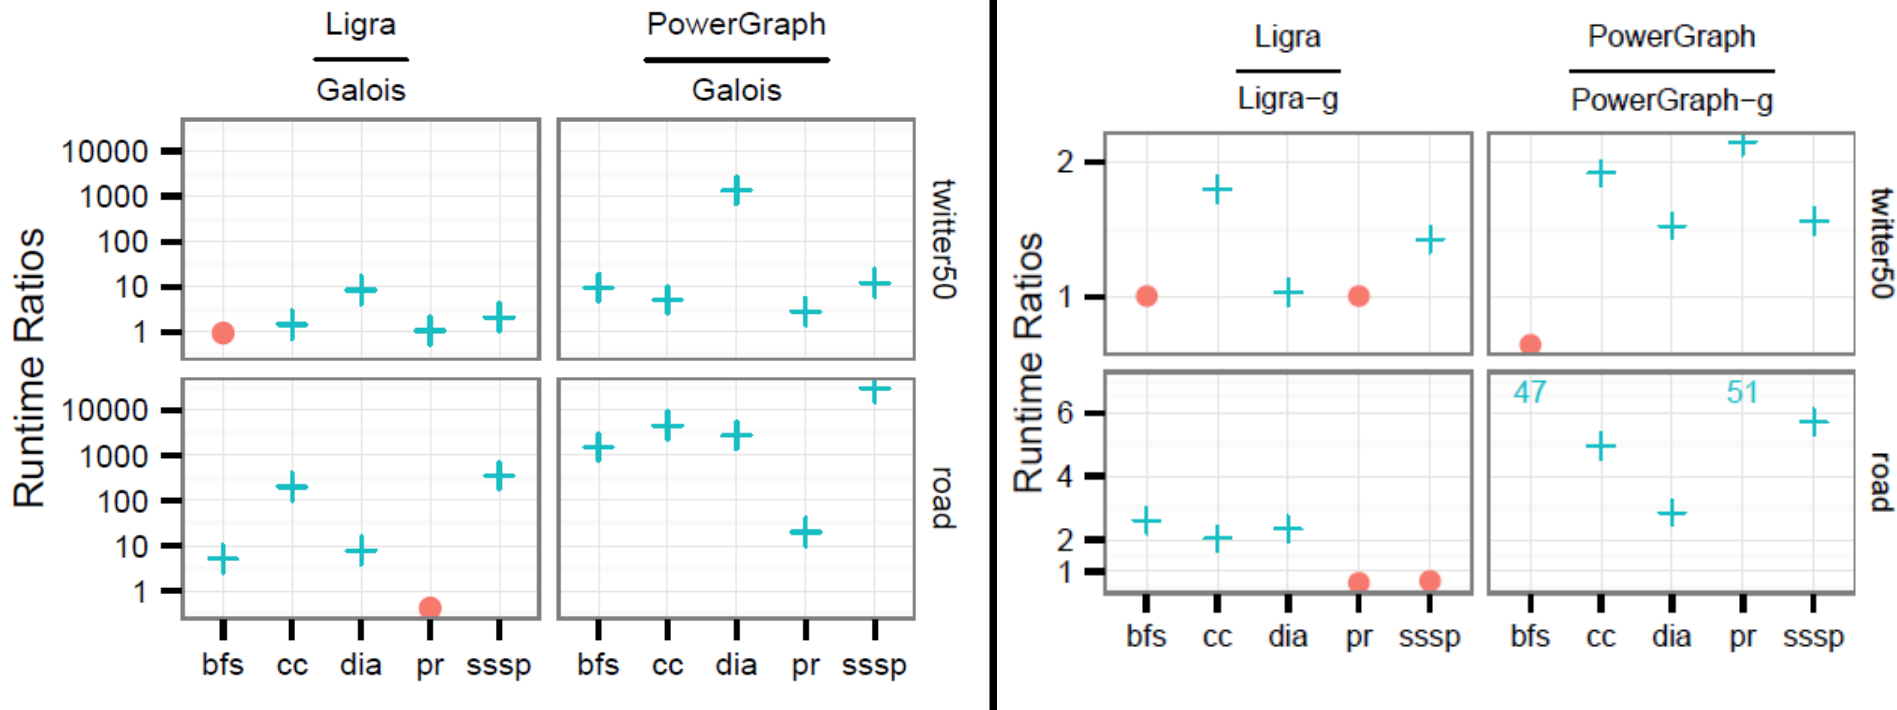 Ligra
Galois
PowerGraph
Galois
Runtime Ratios
10000
1000
100
10
1
twitter50
10000
1000
100
10
1
road
bfs cc dia pr sssp
bfs cc dia pr sssp
Ligra
Ligra-g
PowerGraph
PowerGraph-g
Runtime Ratios
2
1
twitter50
47 51
6
4
2
1
road
bfs cc dia pr sssp
bfs cc dia pr sssp